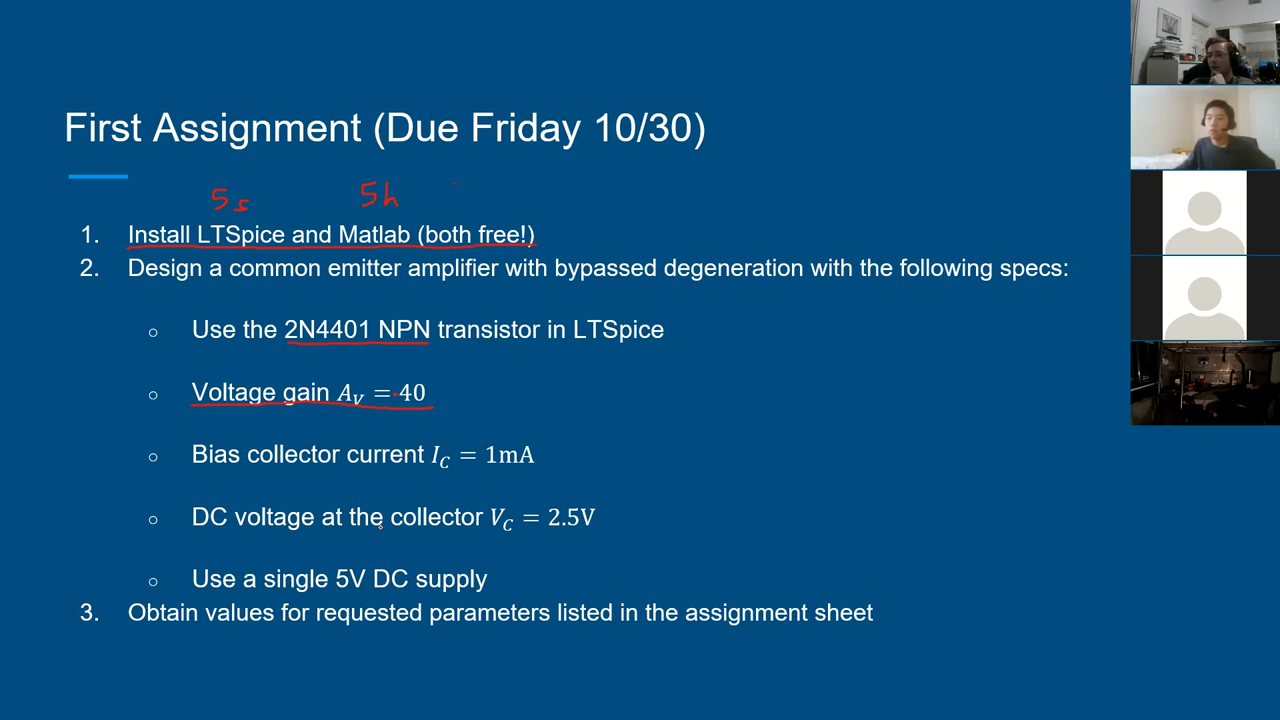 First Assignment (Due Friday 10/30)
5s 5h
1. Install LTSpice and Matlab (both free!)
2. Design a common emitter amplifier with bypassed degeneration with the following specs:
○ Use the 2N4401 NPN transistor in LTSpice
○ Voltage gain A_V = -40
○ Bias collector current I_C = 1mA
○ DC voltage at the collector V_C = 2.5V
○ Use a single 5V DC supply
3. Obtain values for requested parameters listed in the assignment sheet